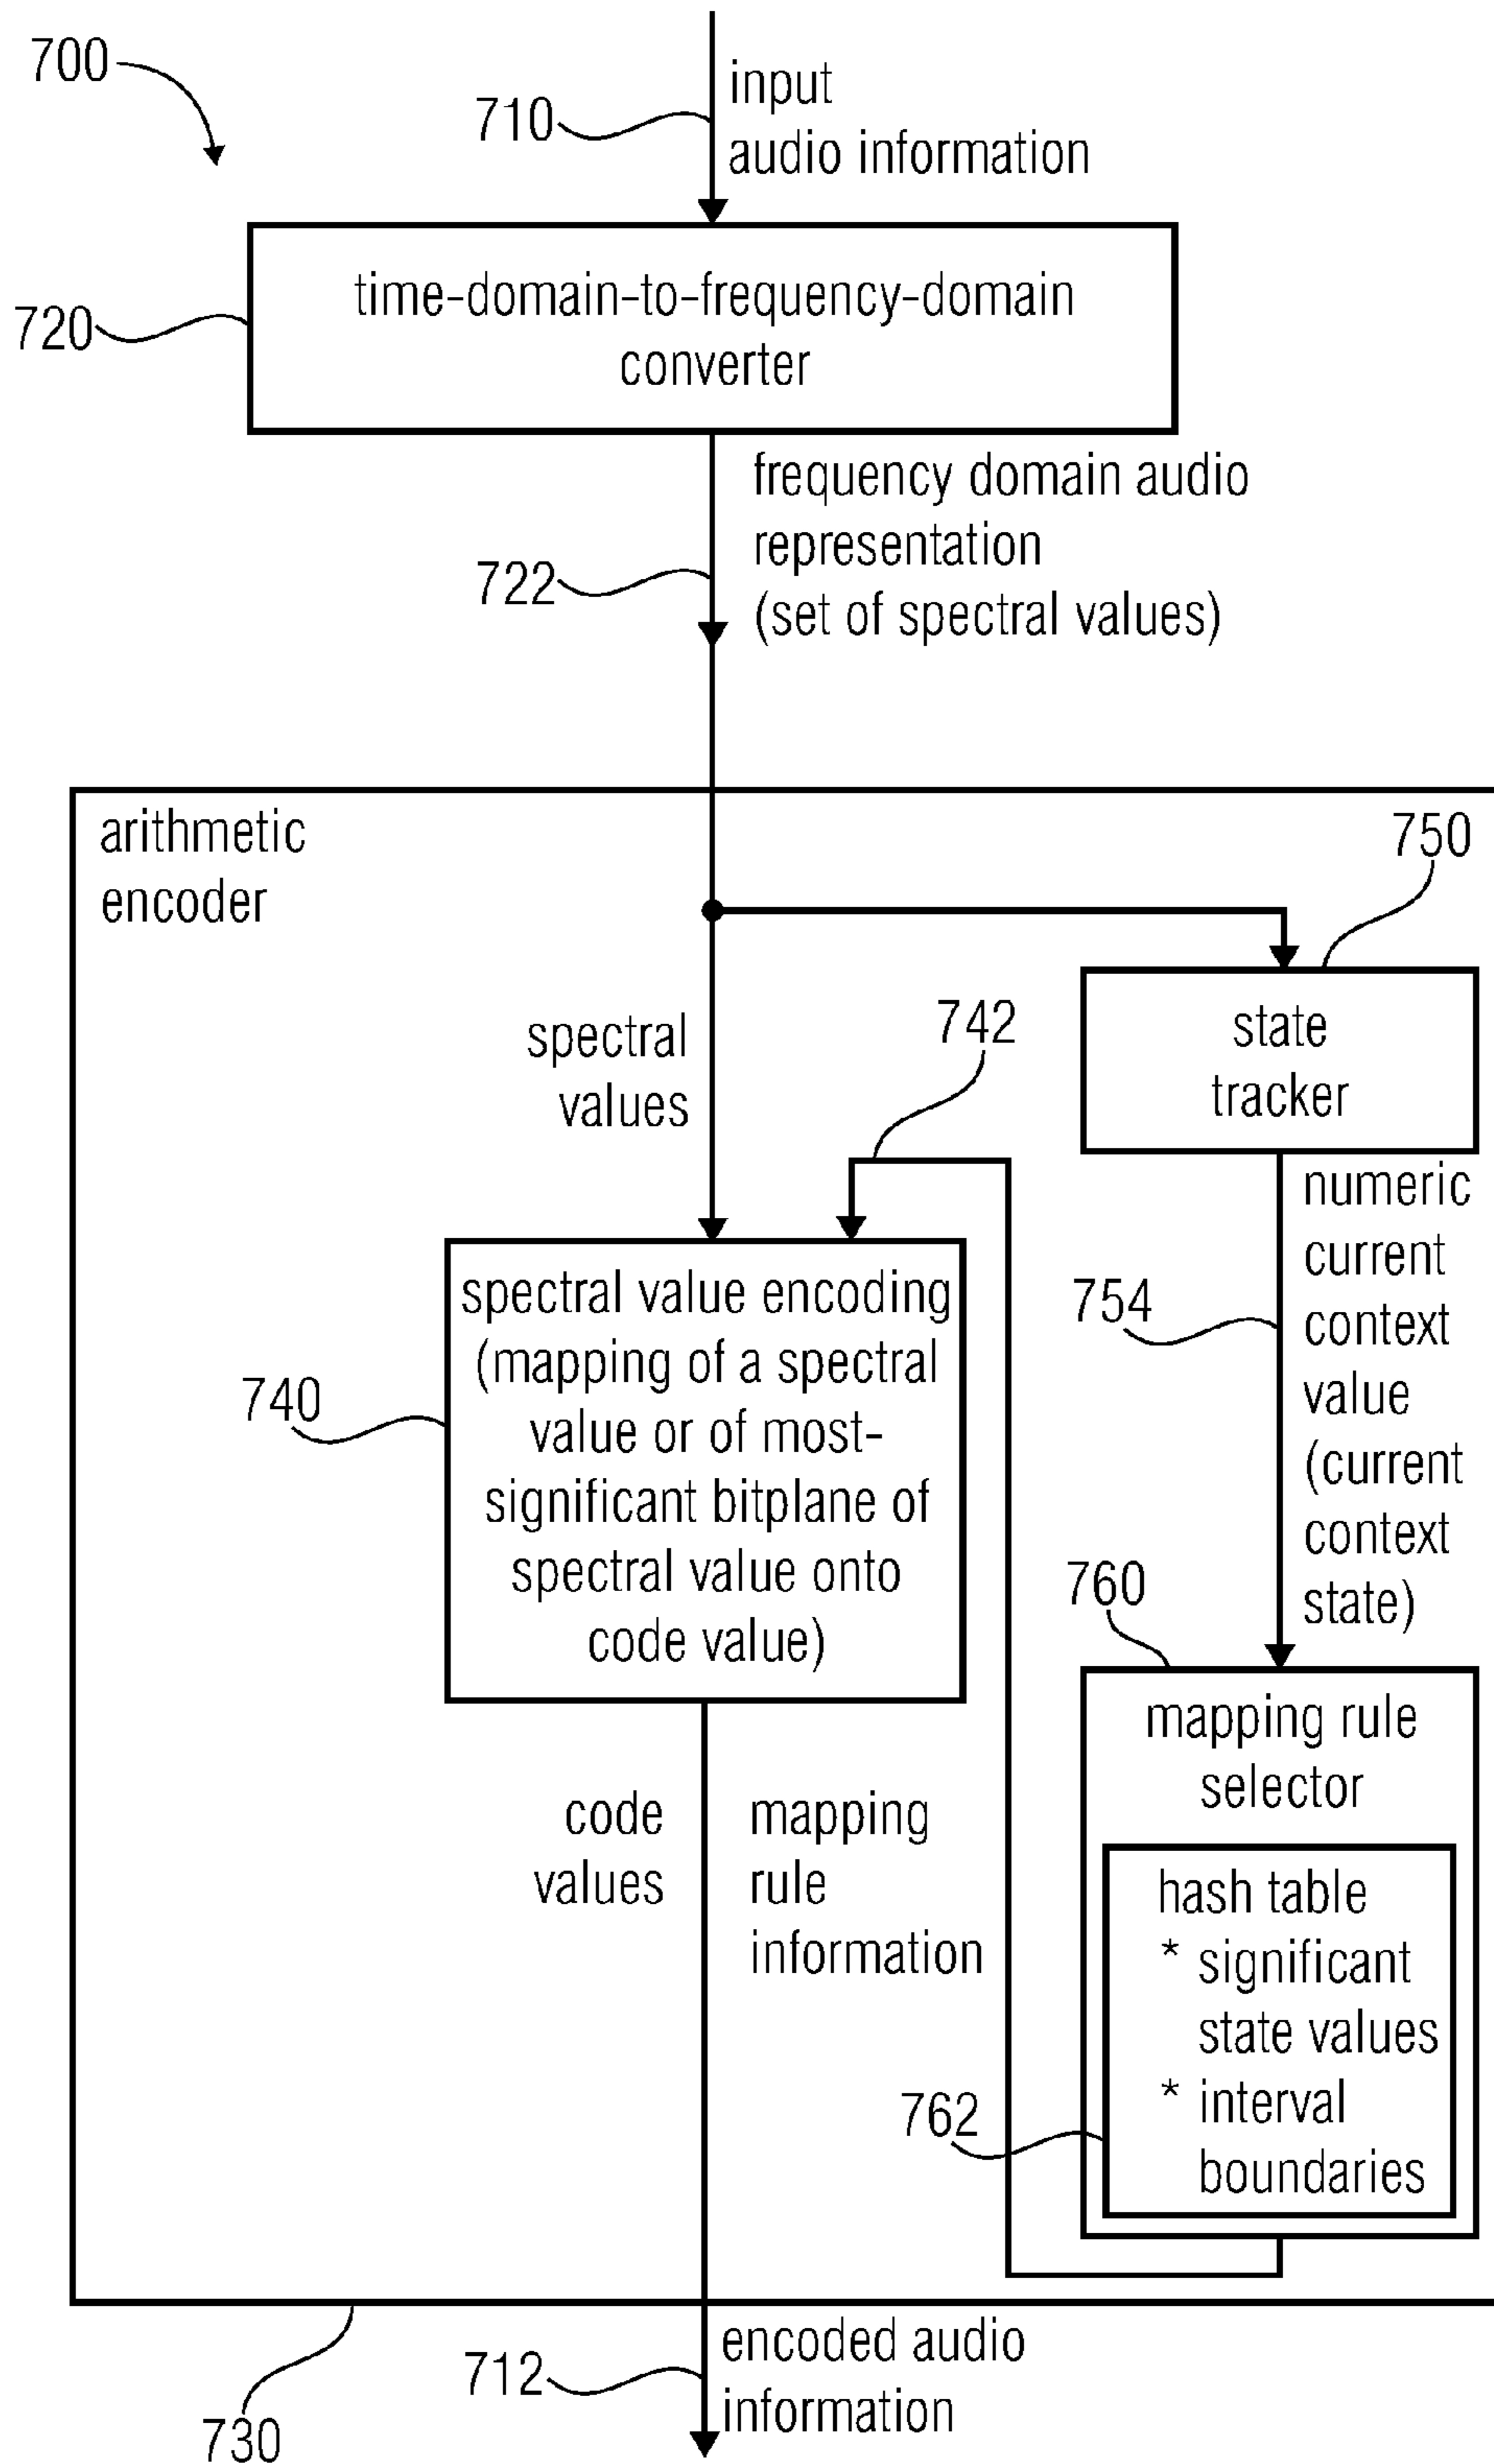 700
710
input
audio information
720
time-domain-to-frequency-domain
converter
722
frequency domain audio
representation
(set of spectral values)
arithmetic
encoder
750
state
tracker
spectral
values
742
numeric
current
context
value
(current
context
state)
754
740
spectral value encoding
(mapping of a spectral
value or of most-
significant bitplane of
spectral value onto
code value)
760
mapping rule
selector
code
values
mapping
rule
information
hash table
* significant
state values
* interval
boundaries
762
712
encoded audio
information
730